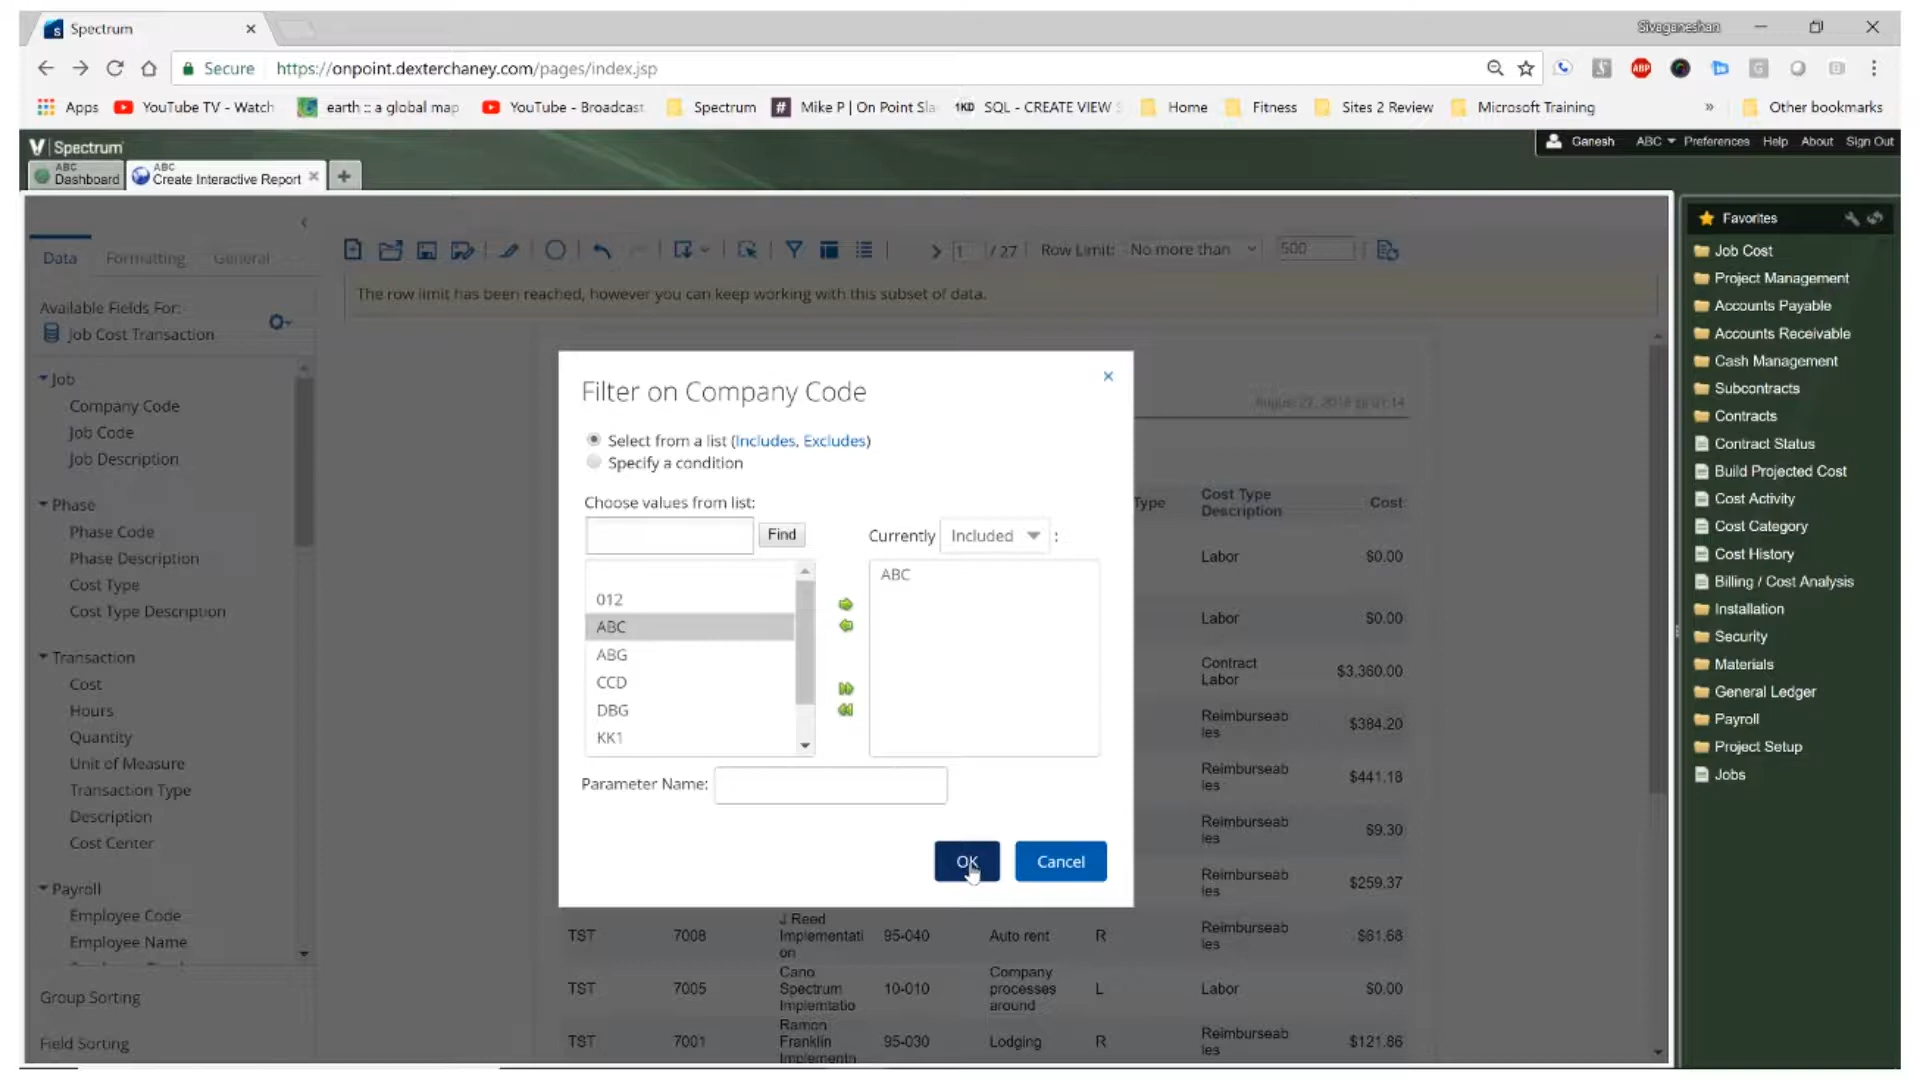 Spectrum
Sivaganeshan
Secure https://onpoint.dexterchaney.com/pages/index.jsp
Apps YouTube TV - Watch earth :: a global map YouTube - Broadcast Spectrum Mike P | On Point Sla 1KD SQL - CREATE VIEW S Home Fitness Sites 2 Review Microsoft Training » Other bookmarks
Spectrum
Ganesh ABC Preferences Help About Sign Out
ABC
Dashboard
ABC
Create Interactive Report
Data Formatting General
1 / 27 Row Limit: No more than 500
The row limit has been reached, however you can keep working with this subset of data.
Available Fields For:
Job Cost Transaction
Job
Company Code
Job Code
Job Description
Phase
Phase Code
Phase Description
Cost Type
Cost Type Description
Transaction
Cost
Hours
Quantity
Unit of Measure
Transaction Type
Description
Cost Center
Payroll
Employee Code
Employee Name
Group Sorting
Field Sorting
Filter on Company Code
Select from a list (Includes, Excludes)
Specify a condition
Choose values from list:
Find
Currently Included :
012
ABC
ABG
CCD
DBG
KK1
ABC
Parameter Name:
OK Cancel
Type Cost Type Description Cost
Labor $0.00
Labor $0.00
Contract Labor $3,360.00
Reimburseab les $384.20
Reimburseab les $441.18
Reimburseab les $9.30
Reimburseab les $259.37
TST 7008 J Reed Implementati on 95-040 Auto rent R Reimburseab les $61.68
TST 7005 Cano Spectrum Implemtatio 10-010 Company processes around L Labor $0.00
TST 7001 Ramon Franklin Implementn 95-030 Lodging R Reimburseab les $121.86
Favorites
Job Cost
Project Management
Accounts Payable
Accounts Receivable
Cash Management
Subcontracts
Contracts
Contract Status
Build Projected Cost
Cost Activity
Cost Category
Cost History
Billing / Cost Analysis
Installation
Security
Materials
General Ledger
Payroll
Project Setup
Jobs